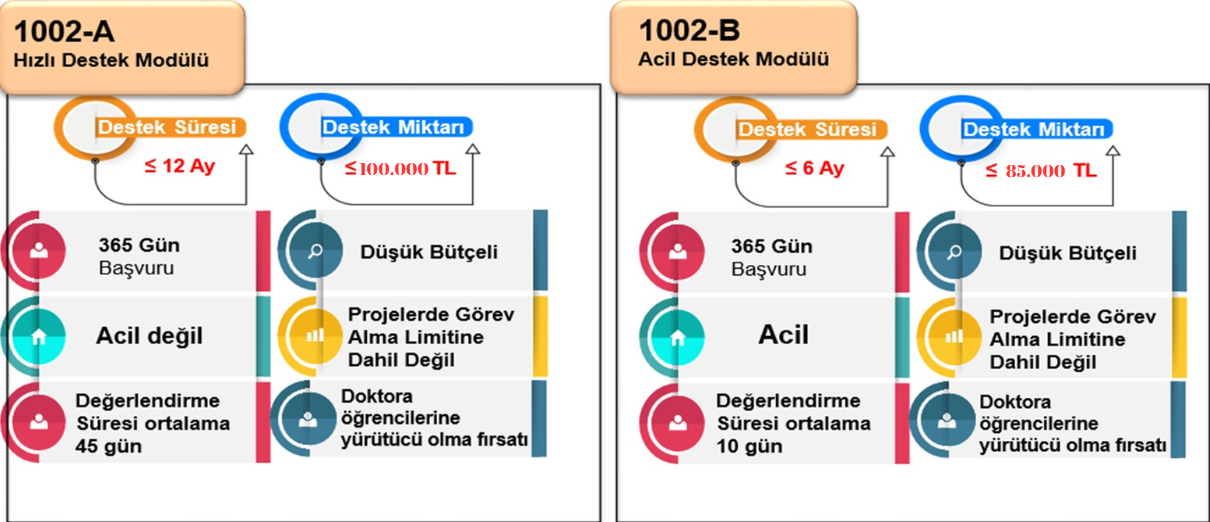 1002-A
Hızlı Destek Modülü
Destek Süresi
≤ 12 Ay
Destek Miktarı
≤100.000 TL
365 Gün
Başvuru
Düşük Bütçeli
Acil değil
Projelerde Görev
Alma Limitine
Dahil Değil
Değerlendirme
Süresi ortalama
45 gün
Doktora
öğrencilerine
yürütücü olma fırsatı
1002-B
Acil Destek Modülü
Destek Süresi
≤ 6 Ay
Destek Miktarı
≤ 85.000 TL
365 Gün
Başvuru
Düşük Bütçeli
Acil
Projelerde Görev
Alma Limitine
Dahil Değil
Değerlendirme
Süresi ortalama
10 gün
Doktora
öğrencilerine
yürütücü olma fırsatı